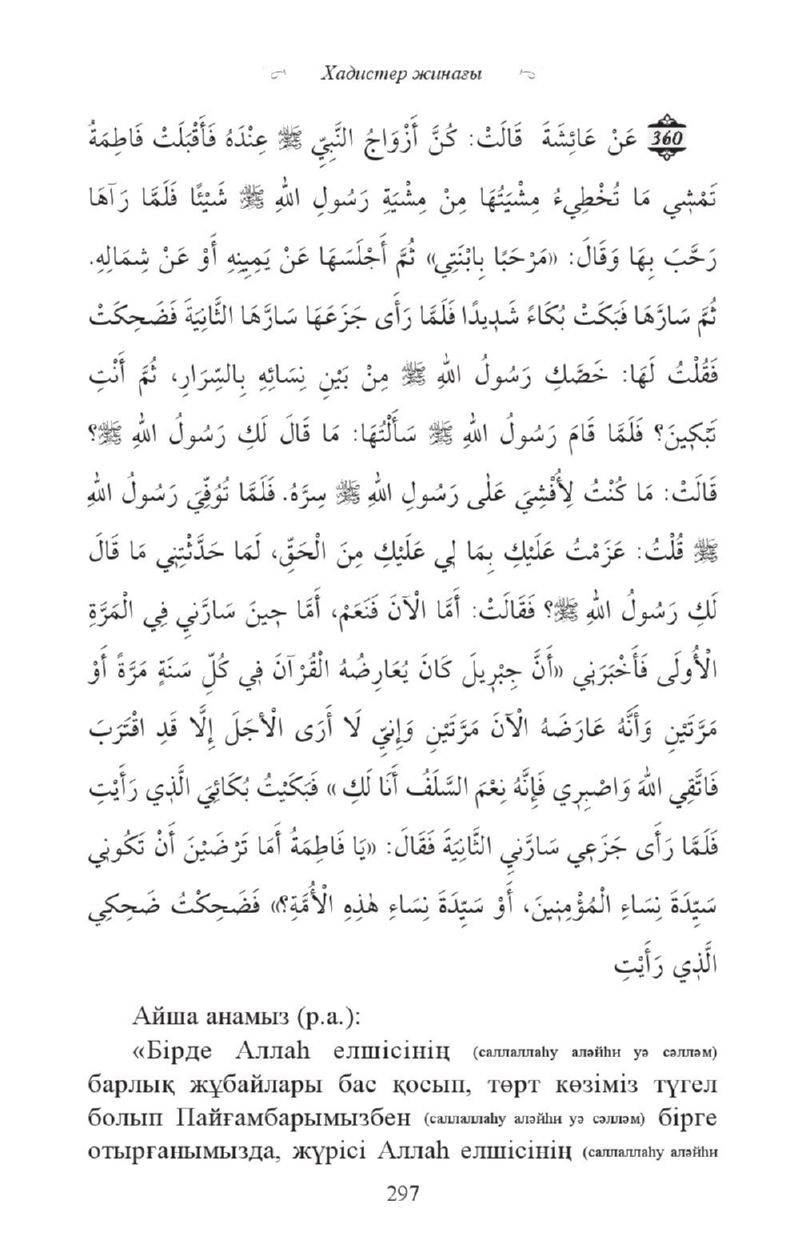 Хадистер жинағы
360 عَنْ عَائِشَةَ قَالَتْ: كُنَّ أَزْوَاجُ النَّبِيِّ ﷺ عِنْدَهُ فَأَقْبَلَتْ فَاطِمَةُ
تَمْشِي مَا تُخْطِيءُ مِشْيَتُهَا مِنْ مِشْيَةِ رَسُولِ اللهِ ﷺ شَيْئًا فَلَمَّا رَآهَا
رَحَّبَ بِهَا وَقَالَ: «مَرْحَبًا بِابْنَتِي» ثُمَّ أَجْلَسَهَا عَنْ يَمِينِهِ أَوْ عَنْ شِمَالِهِ.
ثُمَّ سَارَّهَا فَبَكَتْ بُكَاءً شَدِيدًا فَلَمَّا رَأَى جَزَعَهَا سَارَّهَا الثَّانِيَةَ فَضَحِكَتْ
فَقُلْتُ لَهَا: خَصَّكِ رَسُولُ اللهِ ﷺ مِنْ بَيْنِ نِسَائِهِ بِالسِّرَارِ، ثُمَّ أَنْتِ
تَبْكِينَ؟ فَلَمَّا قَامَ رَسُولُ اللهِ ﷺ سَأَلْتُهَا: مَا قَالَ لَكِ رَسُولُ اللهِ ﷺ؟
قَالَتْ: مَا كُنْتُ لِأُفْشِيَ عَلَى رَسُولِ اللهِ ﷺ سِرَّهُ. فَلَمَّا تُوُفِّيَ رَسُولُ اللهِ
ﷺ قُلْتُ: عَزَمْتُ عَلَيْكِ بِمَا لِي عَلَيْكِ مِنَ الْحَقِّ، لَمَا حَدَّثْتِنِي مَا قَالَ
لَكِ رَسُولُ اللهِ ﷺ؟ فَقَالَتْ: أَمَّا الْآنَ فَنَعَمْ، أَمَّا حِينَ سَارَّنِي فِي الْمَرَّةِ
الْأُولَى فَأَخْبَرَنِي «أَنَّ جِبْرِيلَ كَانَ يُعَارِضُهُ الْقُرْآنَ فِي كُلِّ سَنَةٍ مَرَّةً أَوْ
مَرَّتَيْنِ وَأَنَّهُ عَارَضَهُ الْآنَ مَرَّتَيْنِ وَإِنِّي لَا أَرَى الْأَجَلَ إِلَّا قَدِ اقْتَرَبَ
فَاتَّقِي اللهَ وَاصْبِرِي فَإِنَّهُ نِعْمَ السَّلَفُ أَنَا لَكِ » فَبَكَيْتُ بُكَائِيَ الَّذِي رَأَيْتِ
فَلَمَّا رَأَى جَزَعِي سَارَّنِي الثَّانِيَةَ فَقَالَ: «يَا فَاطِمَةُ أَمَا تَرْضَيْنَ أَنْ تَكُونِي
سَيِّدَةَ نِسَاءِ الْمُؤْمِنِينَ، أَوْ سَيِّدَةَ نِسَاءِ هٰذِهِ الْأُمَّةِ؟» فَضَحِكْتُ ضَحِكِي
الَّذِي رَأَيْتِ
Айша анамыз (р.а.):
«Бірде Аллаһ елшісінің (саллаллаһу аләйһи уә сәлләм)
барлық жұбайлары бас қосып, төрт көзіміз түгел
болып Пайғамбарымызбен (саллаллаһу аләйһи уә сәлләм) бірге
отырғанымызда, жүрісі Аллаһ елшісінің (саллаллаһу аләйһи
297